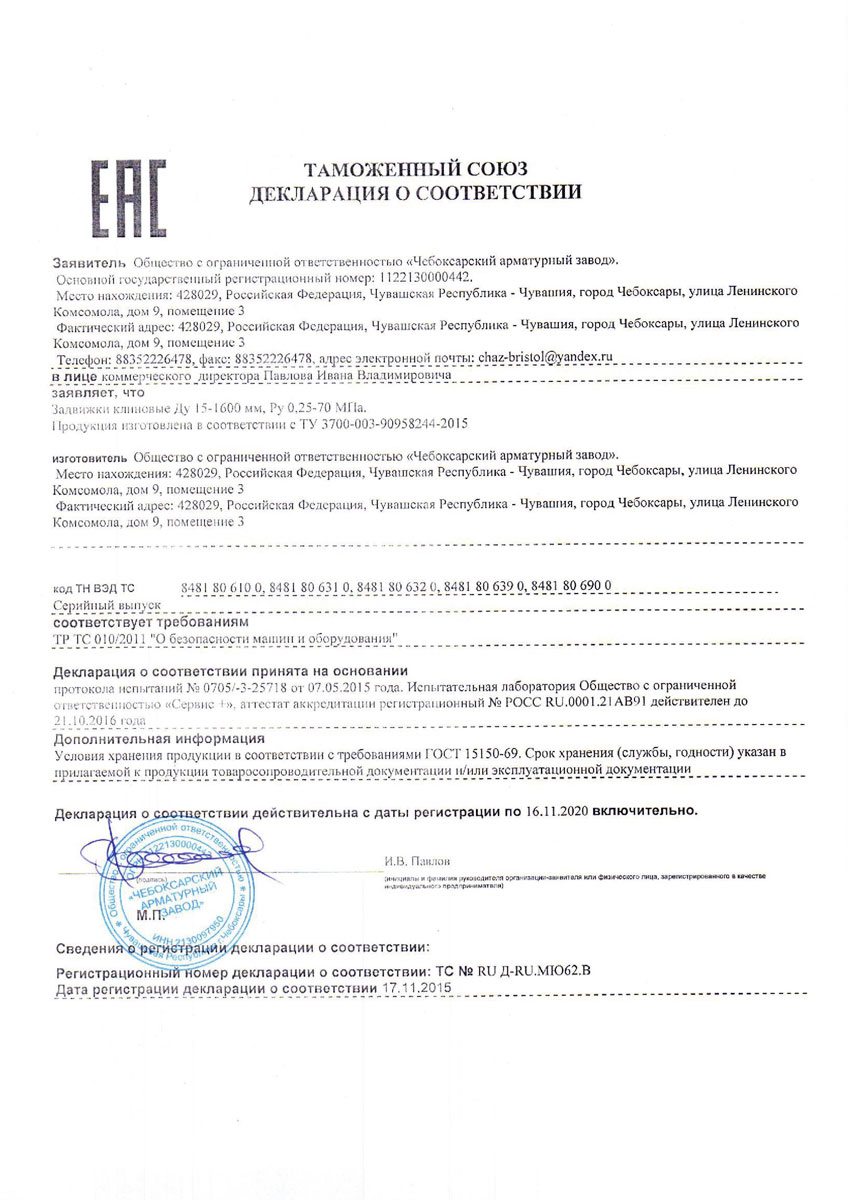 ЕАС
ТАМОЖЕННЫЙ СОЮЗ
ДЕКЛАРАЦИЯ О СООТВЕТСТВИИ
Заявитель Общество с ограниченной ответственностью «Чебоксарский арматурный завод».
Основной государственный регистрационный номер: 1122130000442.
Место нахождения: 428029, Российская Федерация, Чувашская Республика - Чувашия, город Чебоксары, улица Ленинского
Комсомола, дом 9, помещение 3
Фактический адрес: 428029, Российская Федерация, Чувашская Республика - Чувашия, город Чебоксары, улица Ленинского
Комсомола, дом 9, помещение 3
Телефон: 88352226478, факс: 88352226478, адрес электронной почты: chaz-bristol@yandex.ru
в лице коммерческого директора Павлова Ивана Владимировича
заявляет, что
Задвижки клиновые Ду 15-1600 мм, Ру 0,25-70 МПа.
Продукция изготовлена в соответствии с ТУ 3700-003-90958244-2015
изготовитель Общество с ограниченной ответственностью «Чебоксарский арматурный завод».
Место нахождения: 428029, Российская Федерация, Чувашская Республика - Чувашия, город Чебоксары, улица Ленинского
Комсомола, дом 9, помещение 3
Фактический адрес: 428029, Российская Федерация, Чувашская Республика - Чувашия, город Чебоксары, улица Ленинского
Комсомола, дом 9, помещение 3
код ТН ВЭД ТС 8481 80 610 0, 8481 80 631 0, 8481 80 632 0, 8481 80 639 0, 8481 80 690 0
Серийный выпуск
соответствует требованиям
ТР ТС 010/2011 "О безопасности машин и оборудования"
Декларация о соответствии принята на основании
протокола испытаний № 0705/-3-25718 от 07.05.2015 года. Испытательная лаборатория Общество с ограниченной
ответственностью «Сервис +», аттестат аккредитации регистрационный № РОСС RU.0001.21АВ91 действителен до
21.10.2016 года
Дополнительная информация
Условия хранения продукции в соответствии с требованиями ГОСТ 15150-69. Срок хранения (службы, годности) указан в
прилагаемой к продукции товаросопроводительной документации и/или эксплуатационной документации
Декларация о соответствии действительна с даты регистрации по 16.11.2020 включительно.
И.В. Павлов
(подпись)
(инициалы и фамилия руководителя организации-заявителя или физического лица, зарегистрированного в качестве
индивидуального предпринимателя)
Общество с ограниченной ответственностью
Чувашская Республика г.Чебоксары
ОГРН 1122130000442
«ЧЕБОКСАРСКИЙ
АРМАТУРНЫЙ
ЗАВОД»
ИНН 2130097950
М.П.
Сведения о регистрации декларации о соответствии:
Регистрационный номер декларации о соответствии: ТС № RU Д-RU.МЮ62.В
Дата регистрации декларации о соответствии 17.11.2015